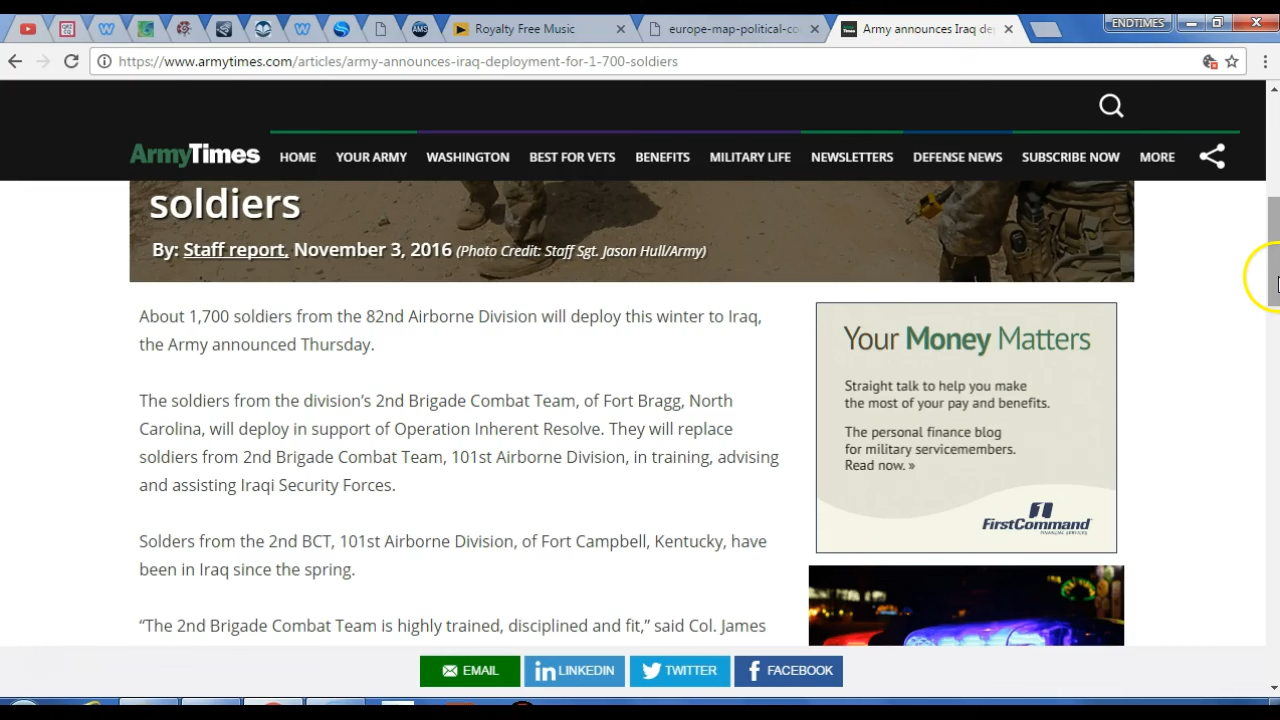 ENDTIMES
AMS
Royalty Free Music
europe-map-political-co
Army announces Iraq de
https://www.armytimes.com/articles/army-announces-iraq-deployment-for-1-700-soldiers
ArmyTimes
HOME YOUR ARMY WASHINGTON BEST FOR VETS BENEFITS MILITARY LIFE NEWSLETTERS DEFENSE NEWS SUBSCRIBE NOW MORE
soldiers
By: Staff report, November 3, 2016 (Photo Credit: Staff Sgt. Jason Hull/Army)
About 1,700 soldiers from the 82nd Airborne Division will deploy this winter to Iraq,
the Army announced Thursday.
The soldiers from the division's 2nd Brigade Combat Team, of Fort Bragg, North
Carolina, will deploy in support of Operation Inherent Resolve. They will replace
soldiers from 2nd Brigade Combat Team, 101st Airborne Division, in training, advising
and assisting Iraqi Security Forces.
Solders from the 2nd BCT, 101st Airborne Division, of Fort Campbell, Kentucky, have
been in Iraq since the spring.
“The 2nd Brigade Combat Team is highly trained, disciplined and fit,” said Col. James
Your Money Matters
Straight talk to help you make
the most of your pay and benefits.
The personal finance blog
for military servicemembers.
Read now. »
FirstCommand
FINANCIAL SERVICES
EMAIL LINKEDIN TWITTER FACEBOOK